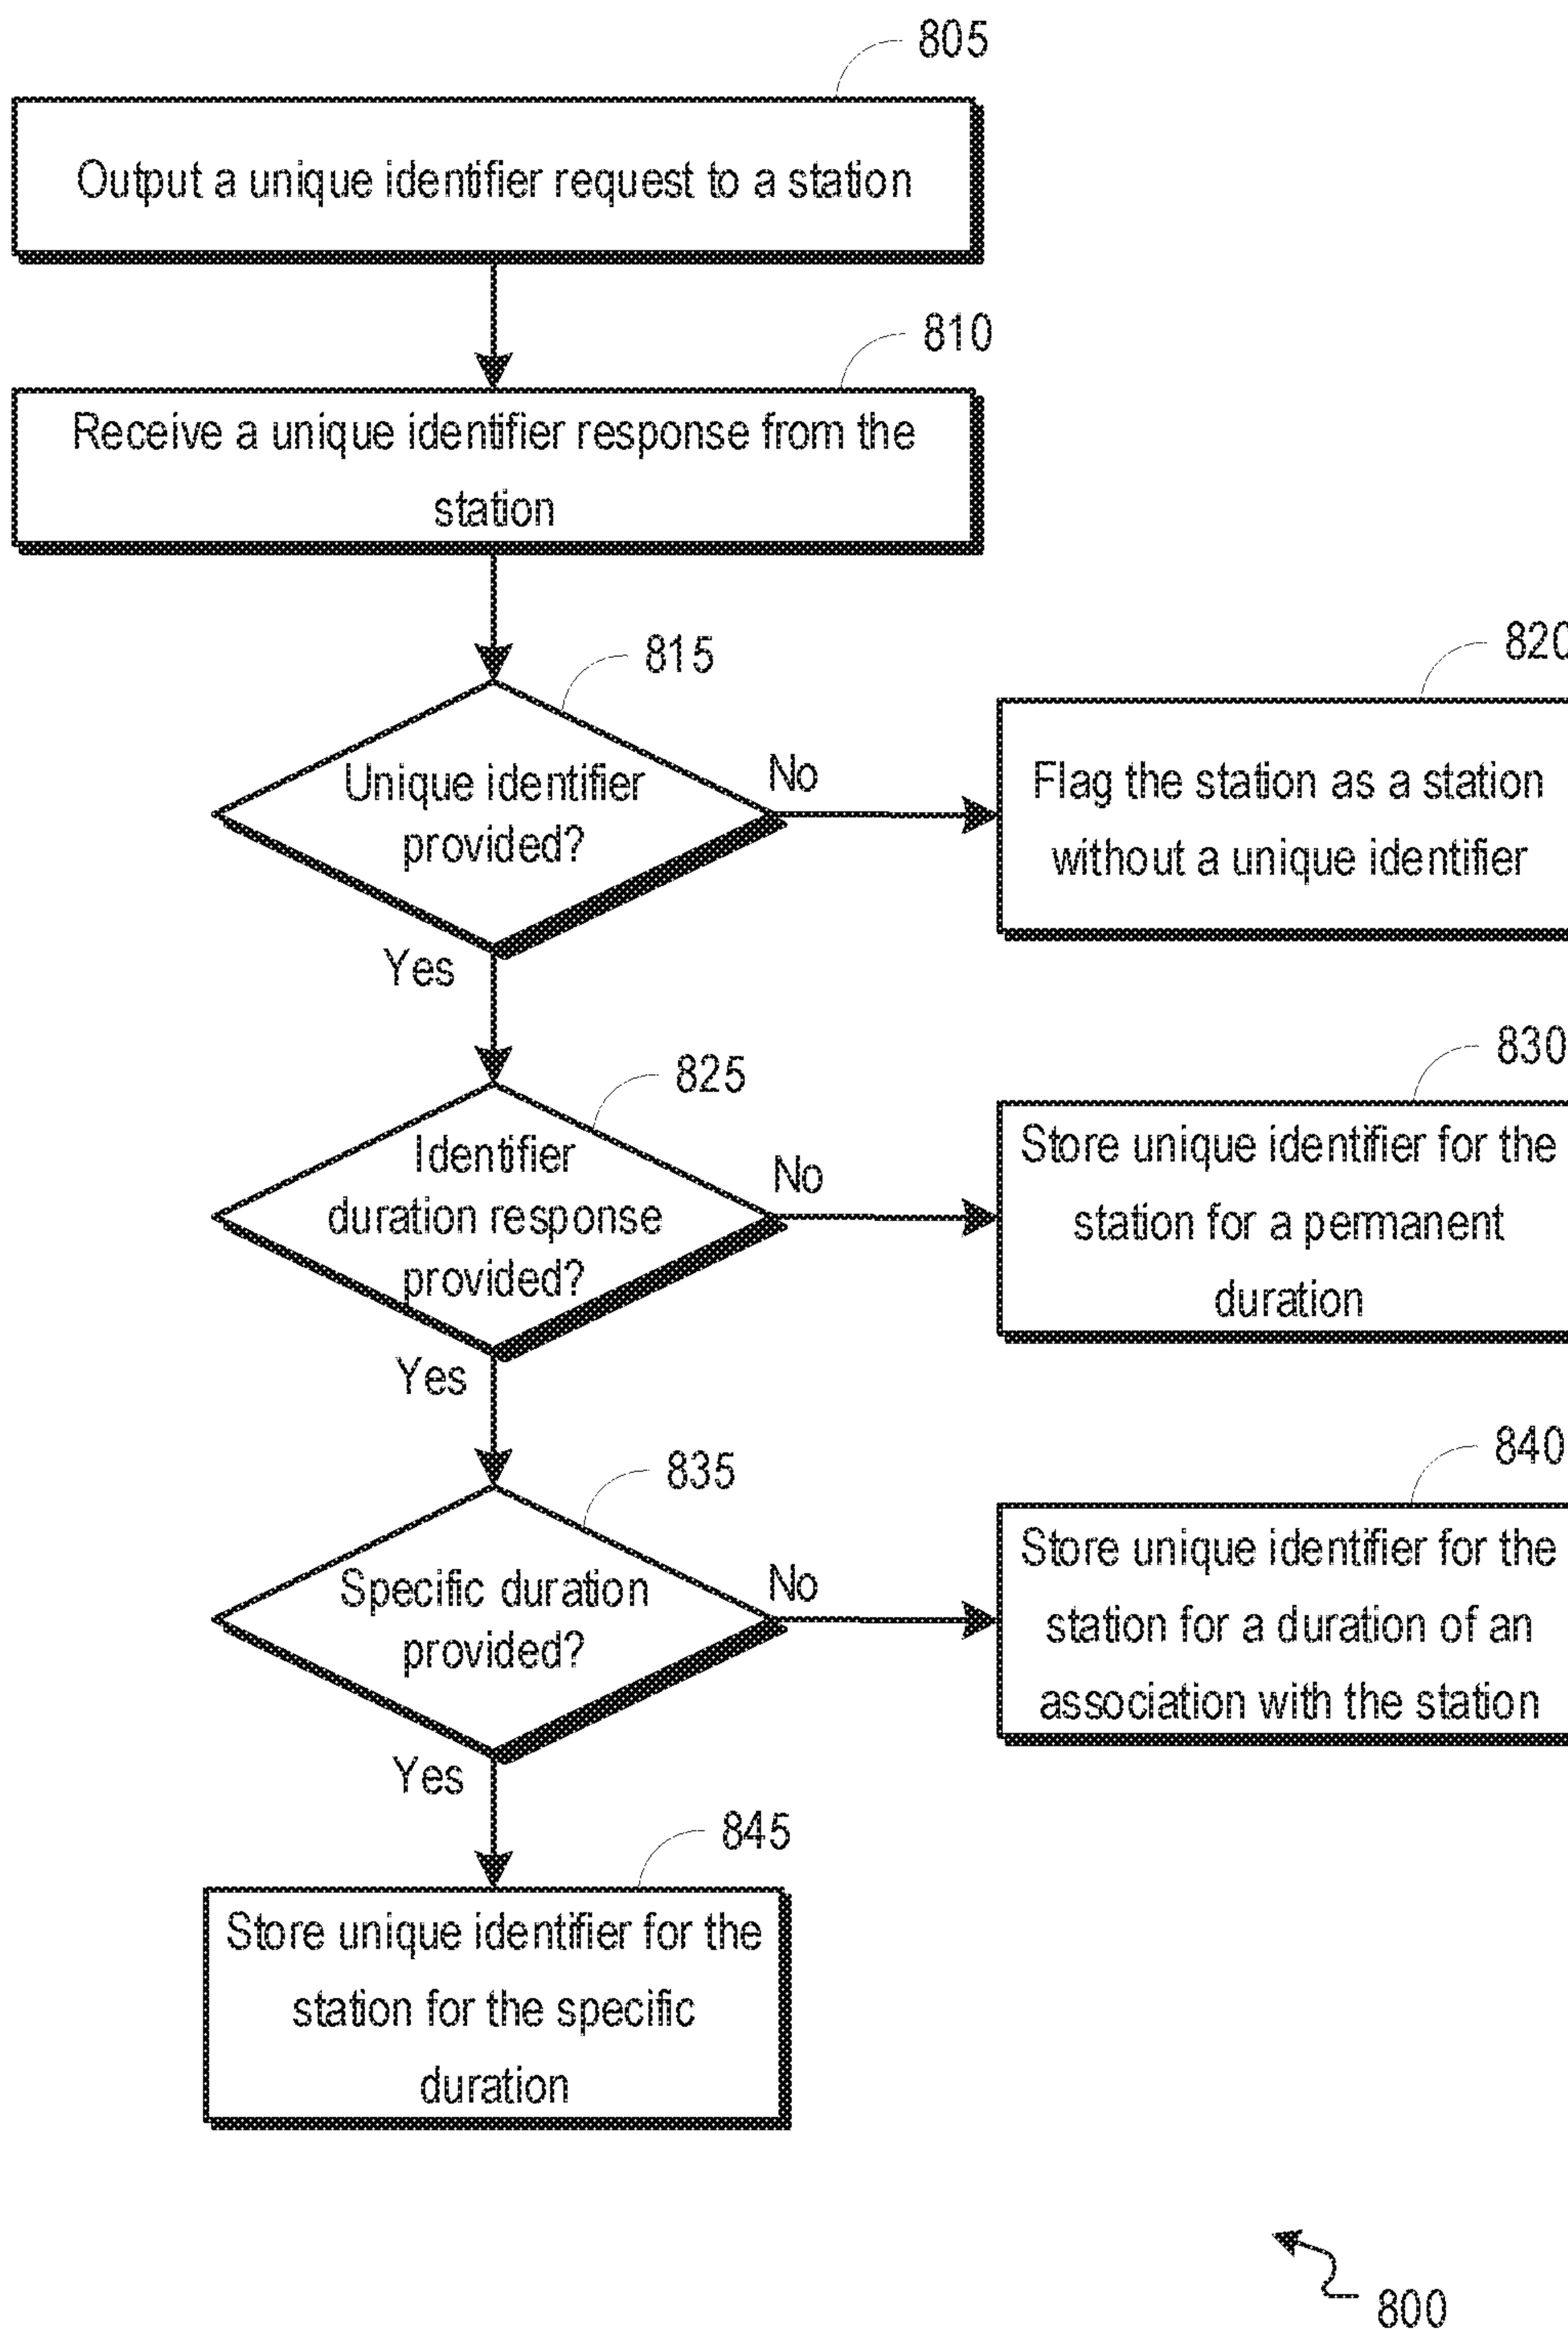 805
Output a unique identifier request to a station
810
Receive a unique identifier response from the
station
815
Unique identifier
provided?
No
820
Flag the station as a station
without a unique identifier
Yes
825
Identifier
duration response
provided?
No
830
Store unique identifier for the
station for a permanent
duration
Yes
835
Specific duration
provided?
No
840
Store unique identifier for the
station for a duration of an
association with the station
Yes
845
Store unique identifier for the
station for the specific
duration
800